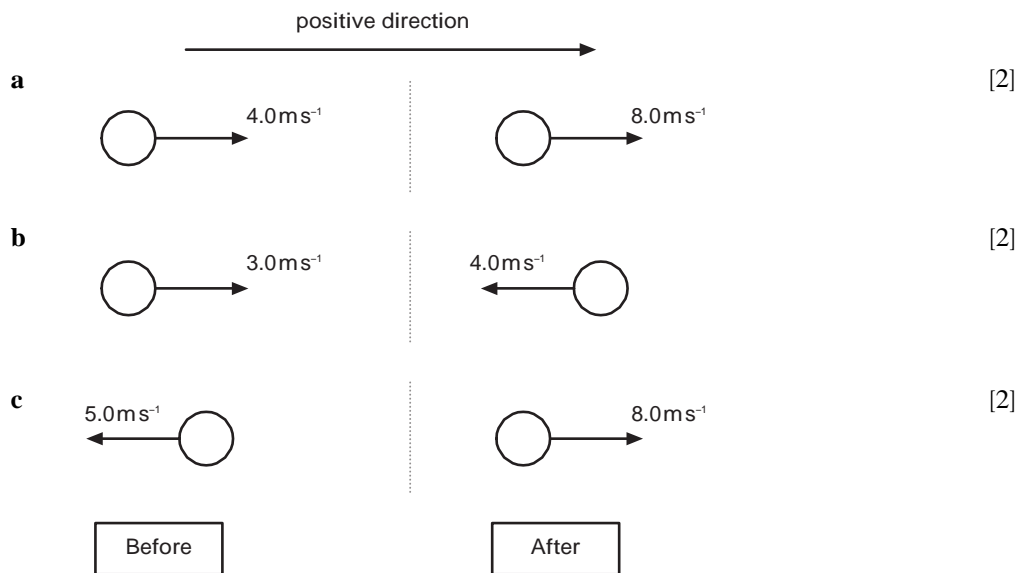 positive direction
a [2]
4.0 m s⁻¹ 8.0 m s⁻¹
b [2]
3.0 m s⁻¹ 4.0 m s⁻¹
c [2]
5.0 m s⁻¹ 8.0 m s⁻¹
Before After